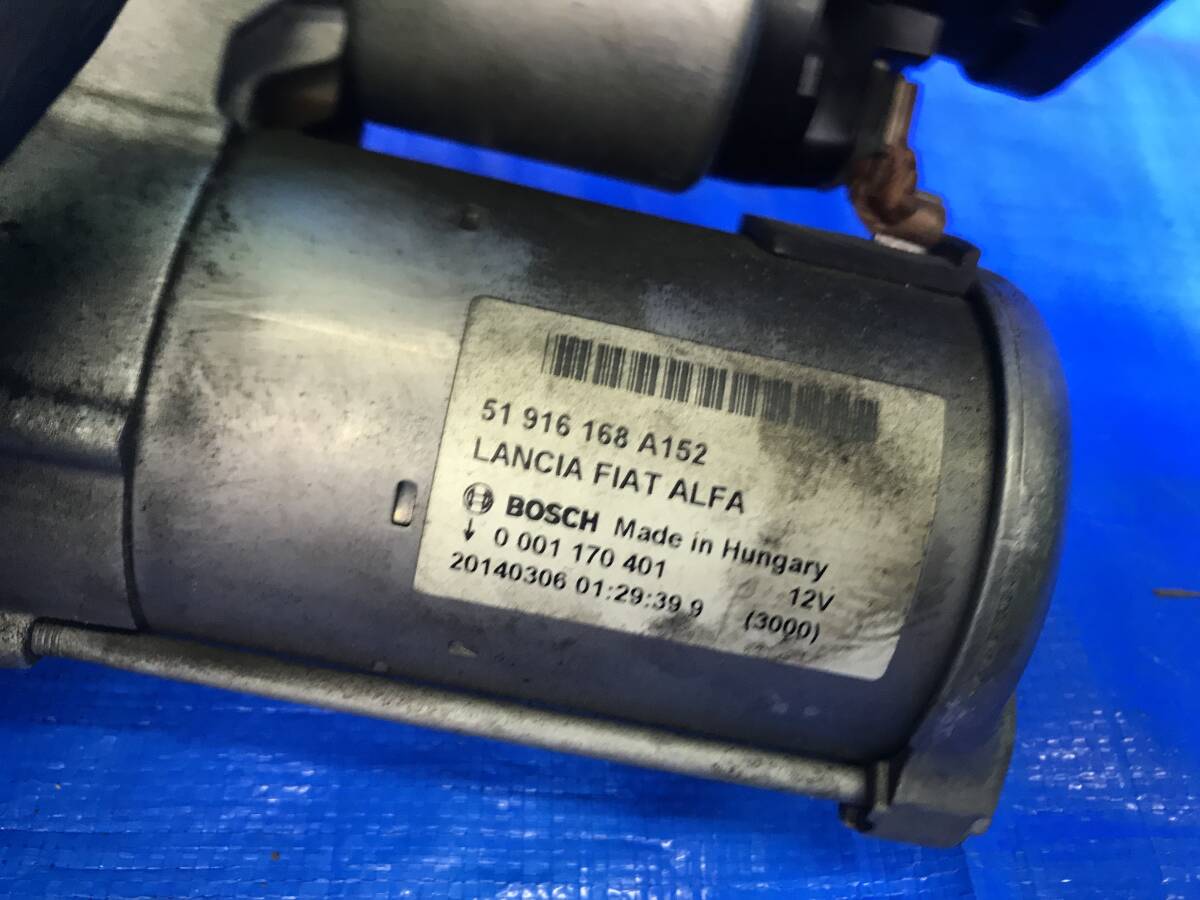 51 916 168 A152
LANCIA FIAT ALFA
BOSCH Made in Hungary
↓ 0 001 170 401 12V
20140306 01:29:39.9 (3000)